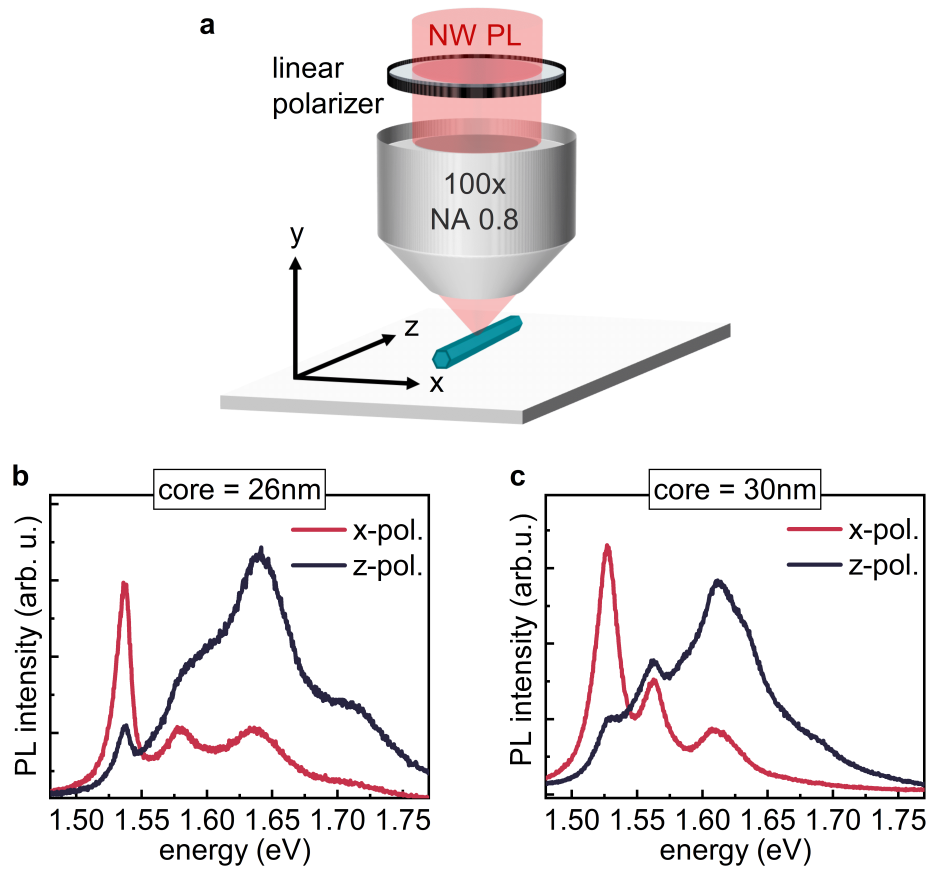 a
NW PL
linear
polarizer
100x
NA 0.8
y
z
x
b
core = 26nm
x-pol.
z-pol.
PL intensity (arb. u.)
1.50 1.55 1.60 1.65 1.70 1.75
energy (eV)
c
core = 30nm
x-pol.
z-pol.
PL intensity (arb.u.)
1.50 1.55 1.60 1.65 1.70 1.75
energy (eV)